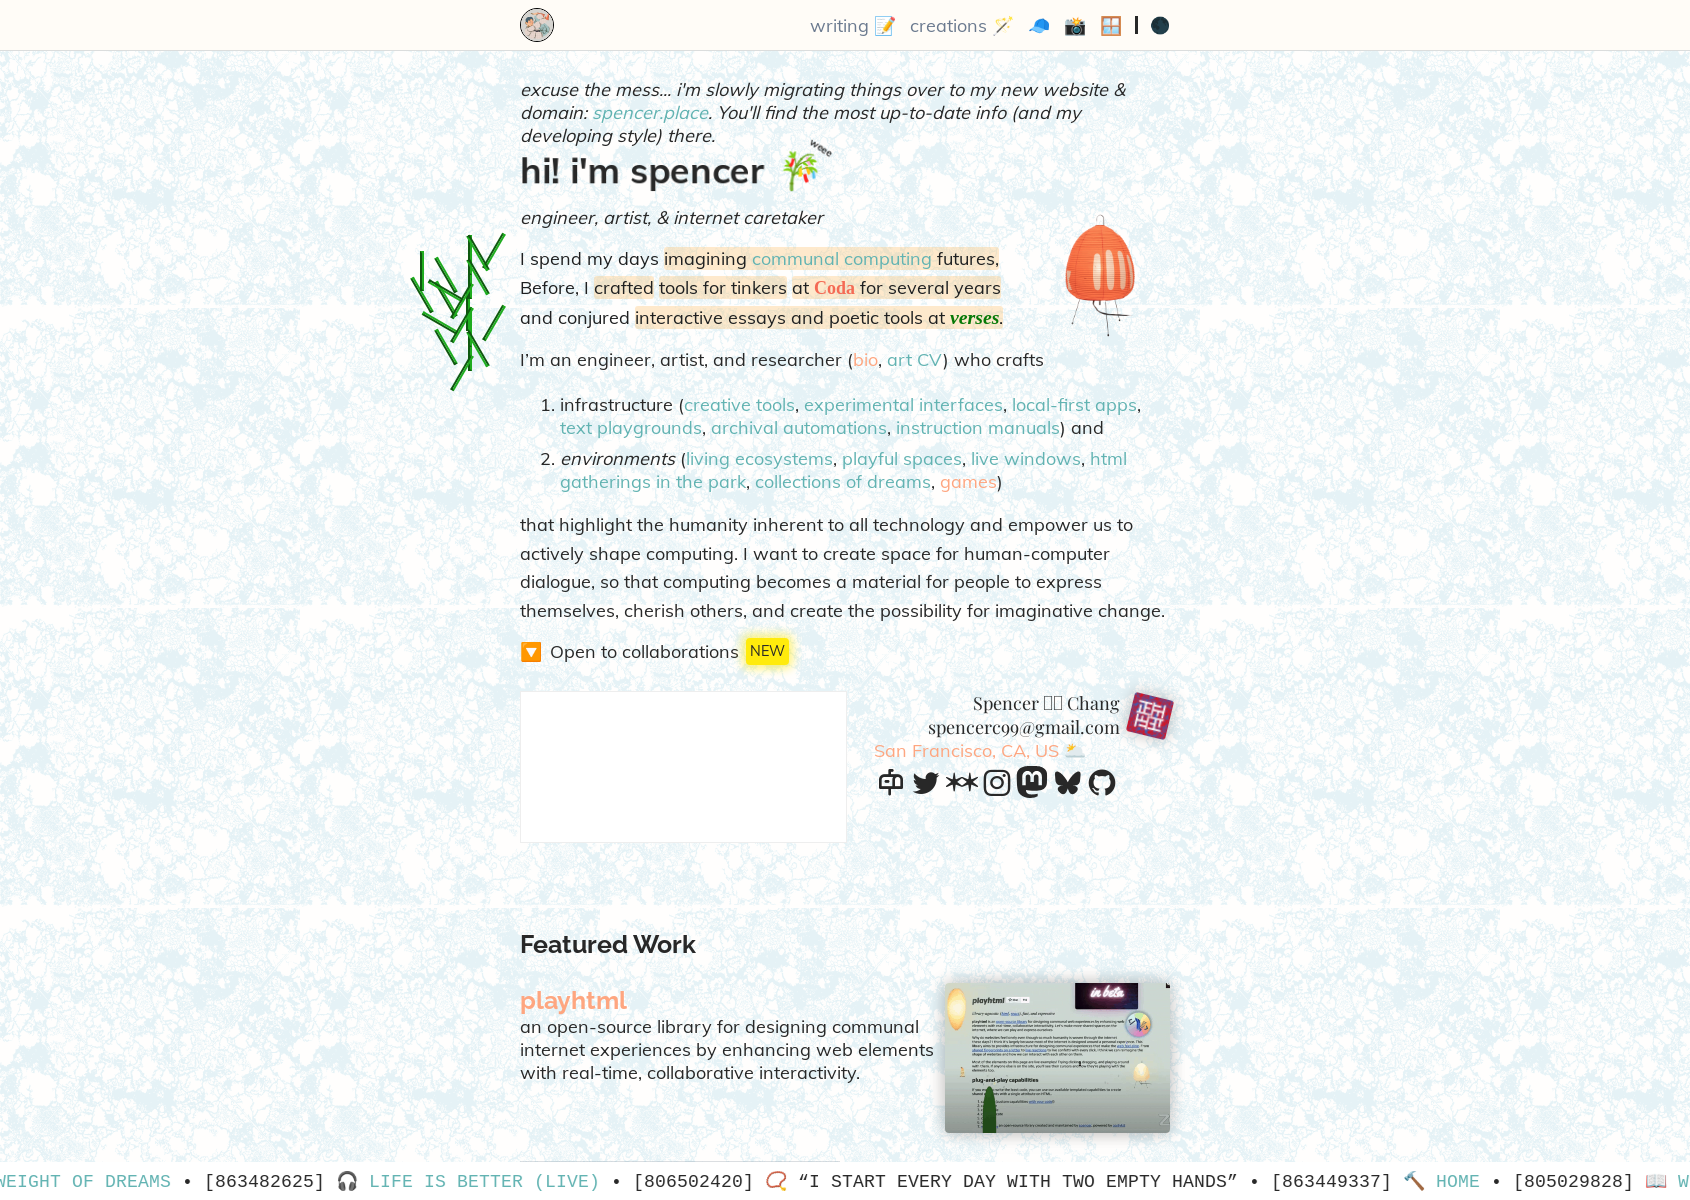 writing 📝 creations 🪄 🧢 📸 🪟 | 🌑
excuse the mess... i'm slowly migrating things over to my new website &
domain: spencer.place. You'll find the most up-to-date info (and my
developing style) there.
weee
hi! i'm spencer 🎋
engineer, artist, & internet caretaker
I spend my days imagining communal computing futures,
Before, I crafted tools for tinkers at Coda for several years
and conjured interactive essays and poetic tools at verses.
I’m an engineer, artist, and researcher (bio, art CV) who crafts
1. infrastructure (creative tools, experimental interfaces, local-first apps,
text playgrounds, archival automations, instruction manuals) and
2. environments (living ecosystems, playful spaces, live windows, html
gatherings in the park, collections of dreams, games)
that highlight the humanity inherent to all technology and empower us to
actively shape computing. I want to create space for human-computer
dialogue, so that computing becomes a material for people to express
themselves, cherish others, and create the possibility for imaginative change.
🔽 Open to collaborations NEW
Spencer Chang
spencerc99@gmail.com
San Francisco, CA, US ⛅
Featured Work
playhtml
an open-source library for designing communal
internet experiences by enhancing web elements
with real-time, collaborative interactivity.
playhtml
in beta
plug-and-play capabilities
WEIGHT OF DREAMS • [863482625] 🎧 LIFE IS BETTER (LIVE) • [806502420] 📿 “I START EVERY DAY WITH TWO EMPTY HANDS” • [863449337] 🔨 HOME • [805029828] 📖 W